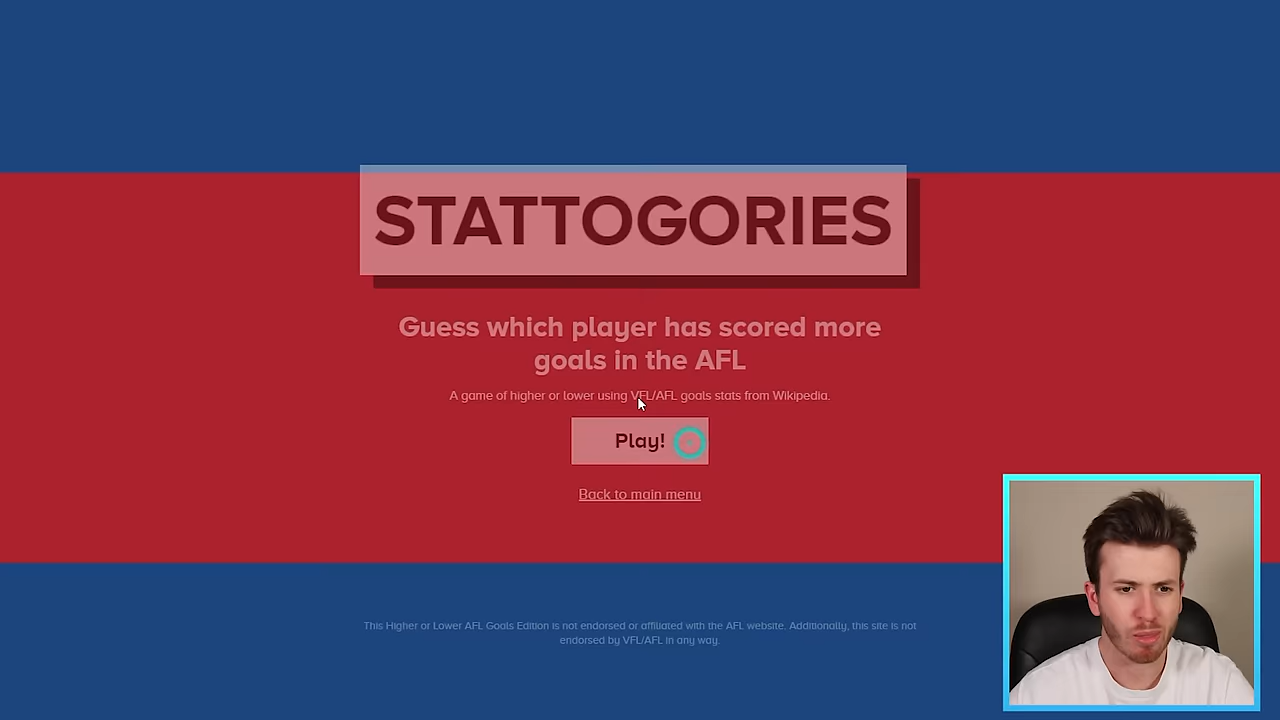 STATTOGORIES
Guess which player has scored more
goals in the AFL
A game of higher or lower using VFL/AFL goals stats from Wikipedia.
Play!
Back to main menu
This Higher or Lower AFL Goals Edition is not endorsed or affiliated with the AFL website. Additionally, this site is not
endorsed by VFL/AFL in any way.